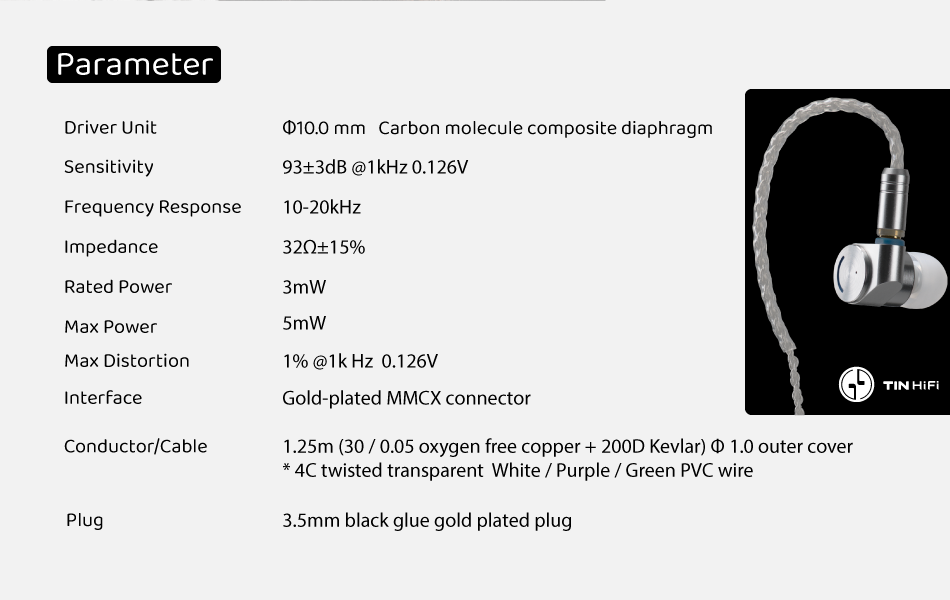 Parameter
Driver Unit Φ10.0 mm Carbon molecule composite diaphragm
Sensitivity 93±3dB @1kHz 0.126V
Frequency Response 10-20kHz
Impedance 32Ω±15%
Rated Power 3mW
Max Power 5mW
Max Distortion 1% @1k Hz 0.126V
Interface Gold-plated MMCX connector
TIN HiFi
Conductor/Cable 1.25m (30 / 0.05 oxygen free copper + 200D Kevlar) Φ 1.0 outer cover
* 4C twisted transparent White / Purple / Green PVC wire
Plug 3.5mm black glue gold plated plug